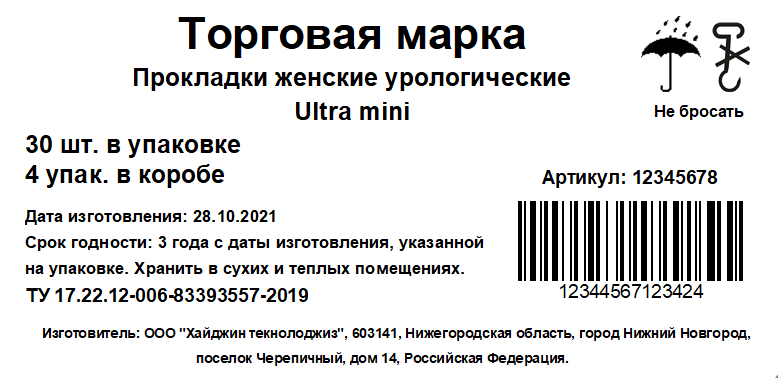 Торговая марка
Прокладки женские урологические
Ultra mini
Не бросать
30 шт. в упаковке
4 упак. в коробе
Артикул: 12345678
Дата изготовления: 28.10.2021
Срок годности: 3 года с даты изготовления, указанной
на упаковке. Хранить в сухих и теплых помещениях.
ТУ 17.22.12-006-83393557-2019
12344567123424
Изготовитель: ООО "Хайджин текнолоджиз", 603141, Нижегородская область, город Нижний Новгород,
поселок Черепичный, дом 14, Российская Федерация.